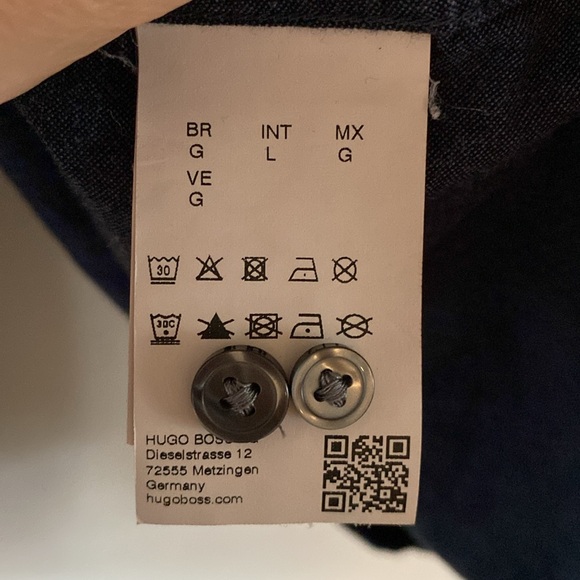 BR INT MX
G L G
VE
G
30
30C
HUGO BOSS
Dieselstrasse 12
72555 Metzingen
Germany
hugoboss.com